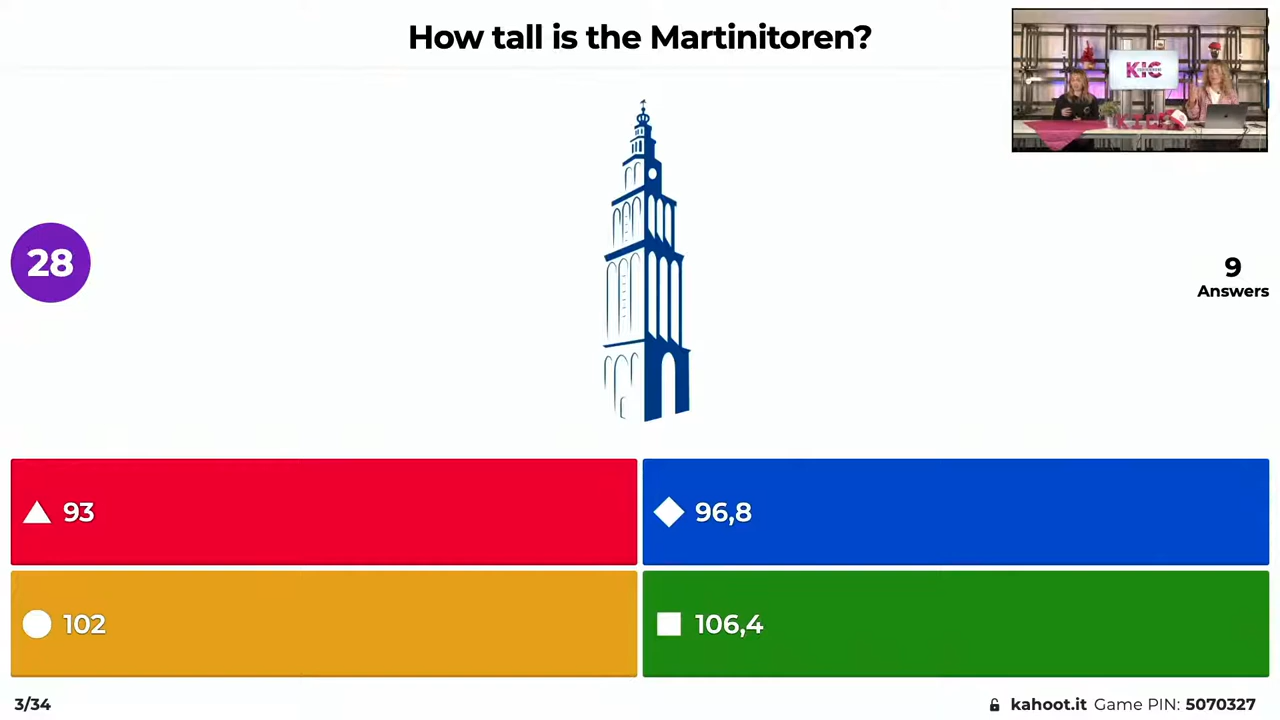 How tall is the Martinitoren?
KIC
28
9
Answers
93
96,8
102
106,4
3/34
kahoot.it Game PIN: 5070327